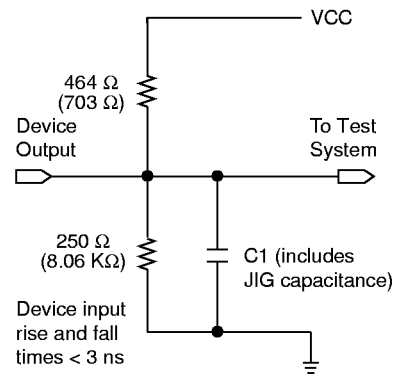 VCC
464 Ω
(703 Ω)
Device
Output
To Test
System
250 Ω
(8.06 KΩ)
C1 (includes
JIG capacitance)
Device input
rise and fall
times < 3 ns